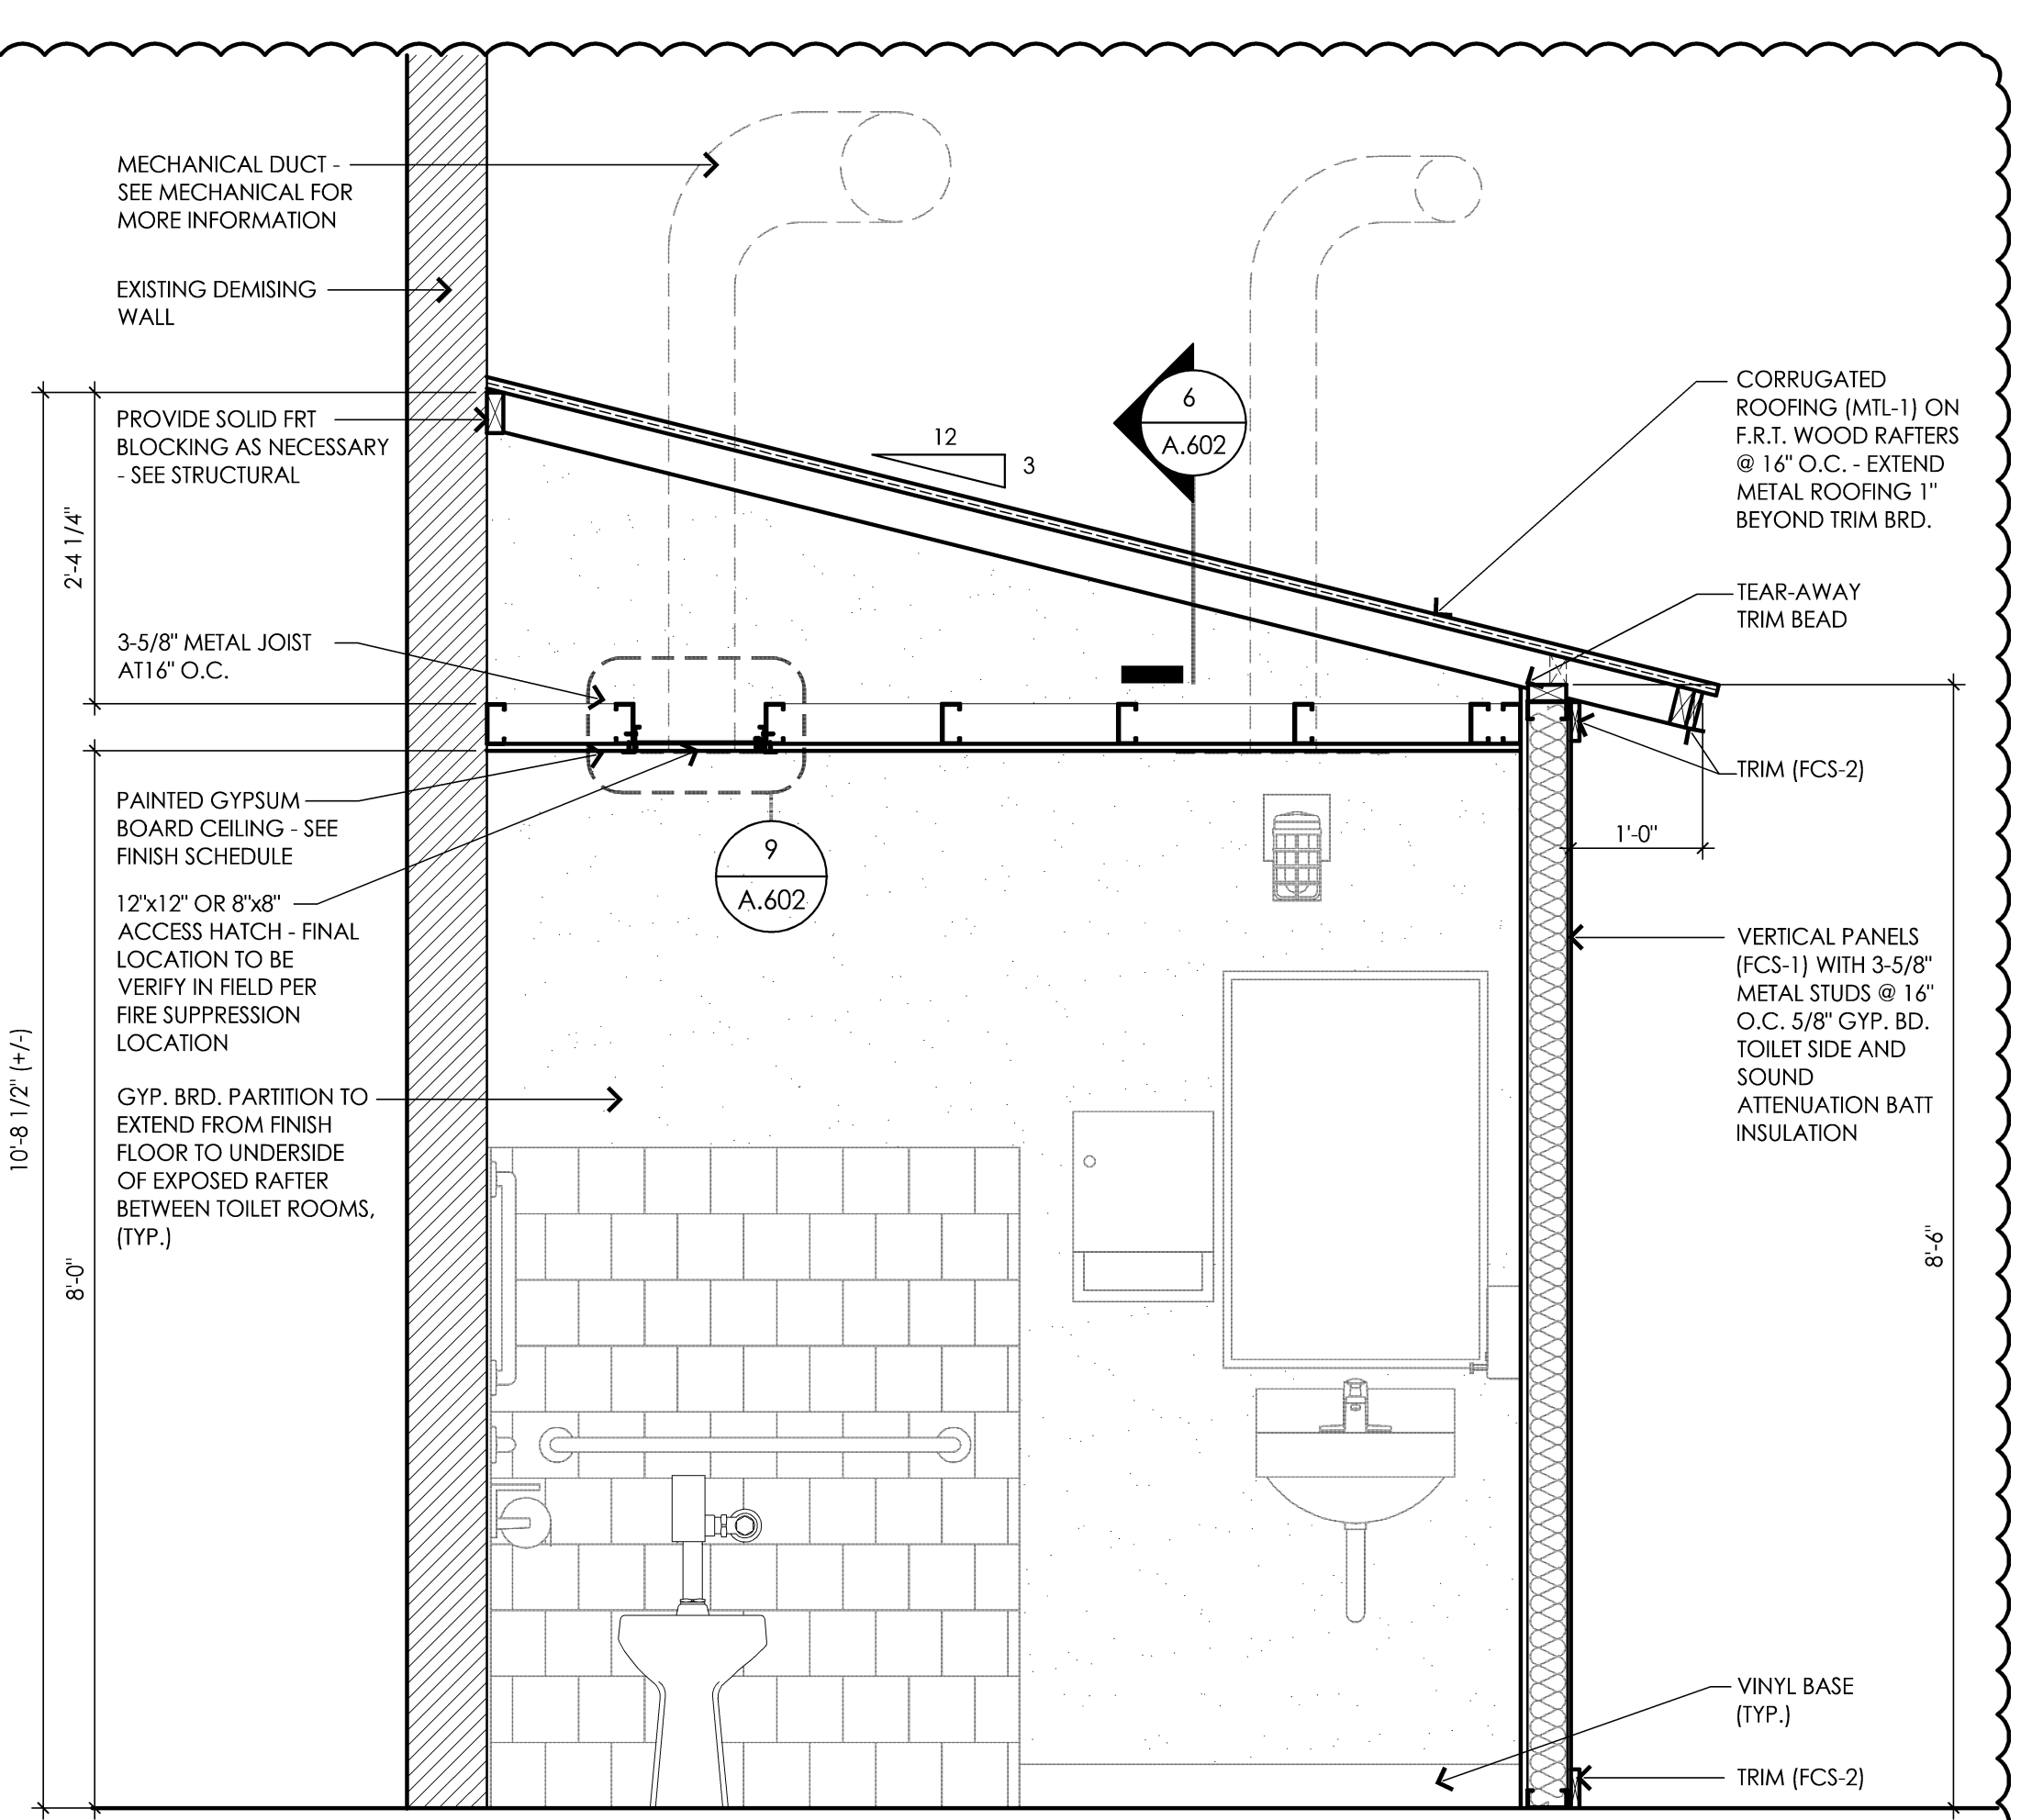 MECHANICAL DUCT -
SEE MECHANICAL FOR
MORE INFORMATION
EXISTING DEMISING
WALL
PROVIDE SOLID FRT
BLOCKING AS NECESSARY
- SEE STRUCTURAL
2'-4 1/4"
3-5/8" METAL JOIST
AT16" O.C.
PAINTED GYPSUM
BOARD CEILING - SEE
FINISH SCHEDULE
12"x12" OR 8"x8"
ACCESS HATCH - FINAL
LOCATION TO BE
VERIFY IN FIELD PER
FIRE SUPPRESSION
LOCATION
GYP. BRD. PARTITION TO
EXTEND FROM FINISH
FLOOR TO UNDERSIDE
OF EXPOSED RAFTER
BETWEEN TOILET ROOMS,
(TYP.)
10'-8 1/2" (+/-)
8'-0"
12
3
6
A.602
9
A.602
CORRUGATED
ROOFING (MTL-1) ON
F.R.T. WOOD RAFTERS
@ 16" O.C. - EXTEND
METAL ROOFING 1"
BEYOND TRIM BRD.
TEAR-AWAY
TRIM BEAD
TRIM (FCS-2)
1'-0"
VERTICAL PANELS
(FCS-1) WITH 3-5/8"
METAL STUDS @ 16"
O.C. 5/8" GYP. BD.
TOILET SIDE AND
SOUND
ATTENUATION BATT
INSULATION
8'-6"
VINYL BASE
(TYP.)
TRIM (FCS-2)